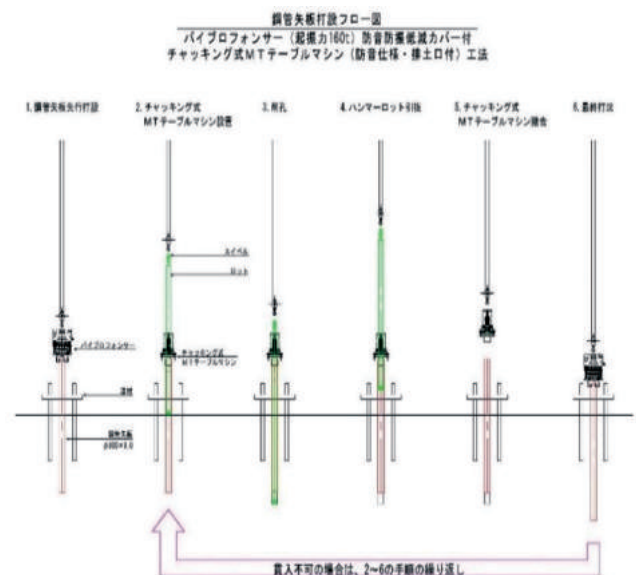 鋼管矢板打設フロー図
バイブロフォンサー（起振力160t）防音防振低減カバー付
チャッキング式MTテーブルマシン（防音仕様・排土口付）工法
1.鋼管矢板先行打設
2.チャッキング式
MTテーブルマシン設置
3.削孔
4.ハンマーロット引抜
5.チャッキング式
MTテーブルマシン撤去
6.最終打設
スイベル
ロット
バイブロフォンサー
チャッキング式
MTテーブルマシン
導材
鋼管矢板
貫入不可の場合は、2～6の手順の繰り返し